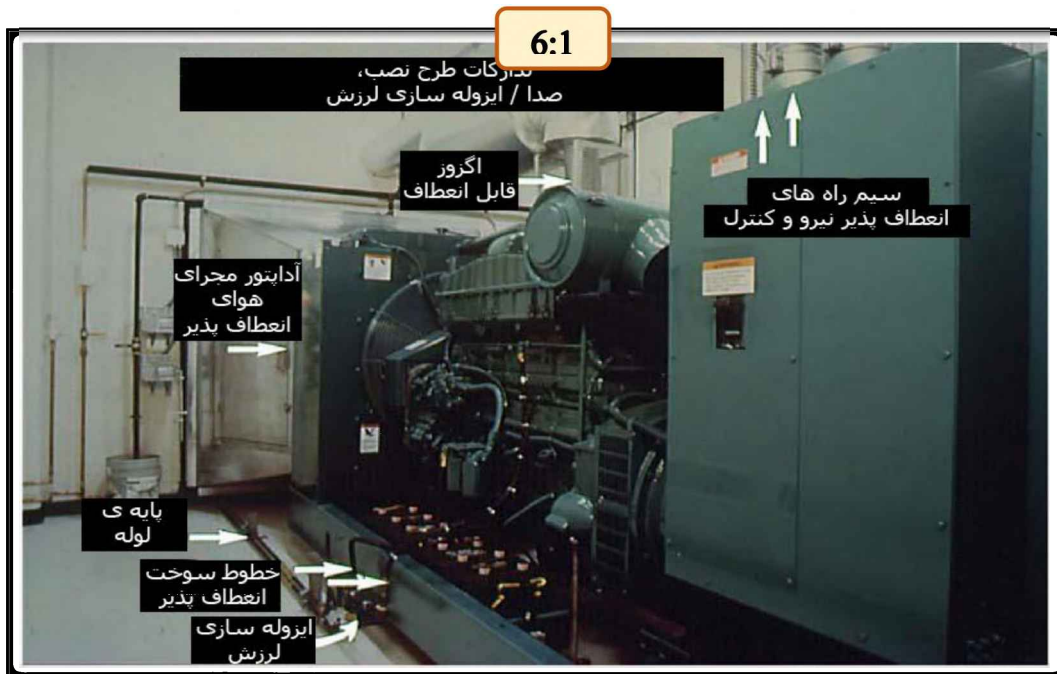 6:1
تدارکات طرح نصب،
صدا / ایزوله سازی لرزش
اگزوز
قابل انعطاف
سیم راه های
انعطاف پذیر نیرو و کنترل
آداپتور مجرای
هوای
انعطاف پذیر
پایه ی
لوله
خطوط سوخت
انعطاف پذیر
ایزوله سازی
لرزش